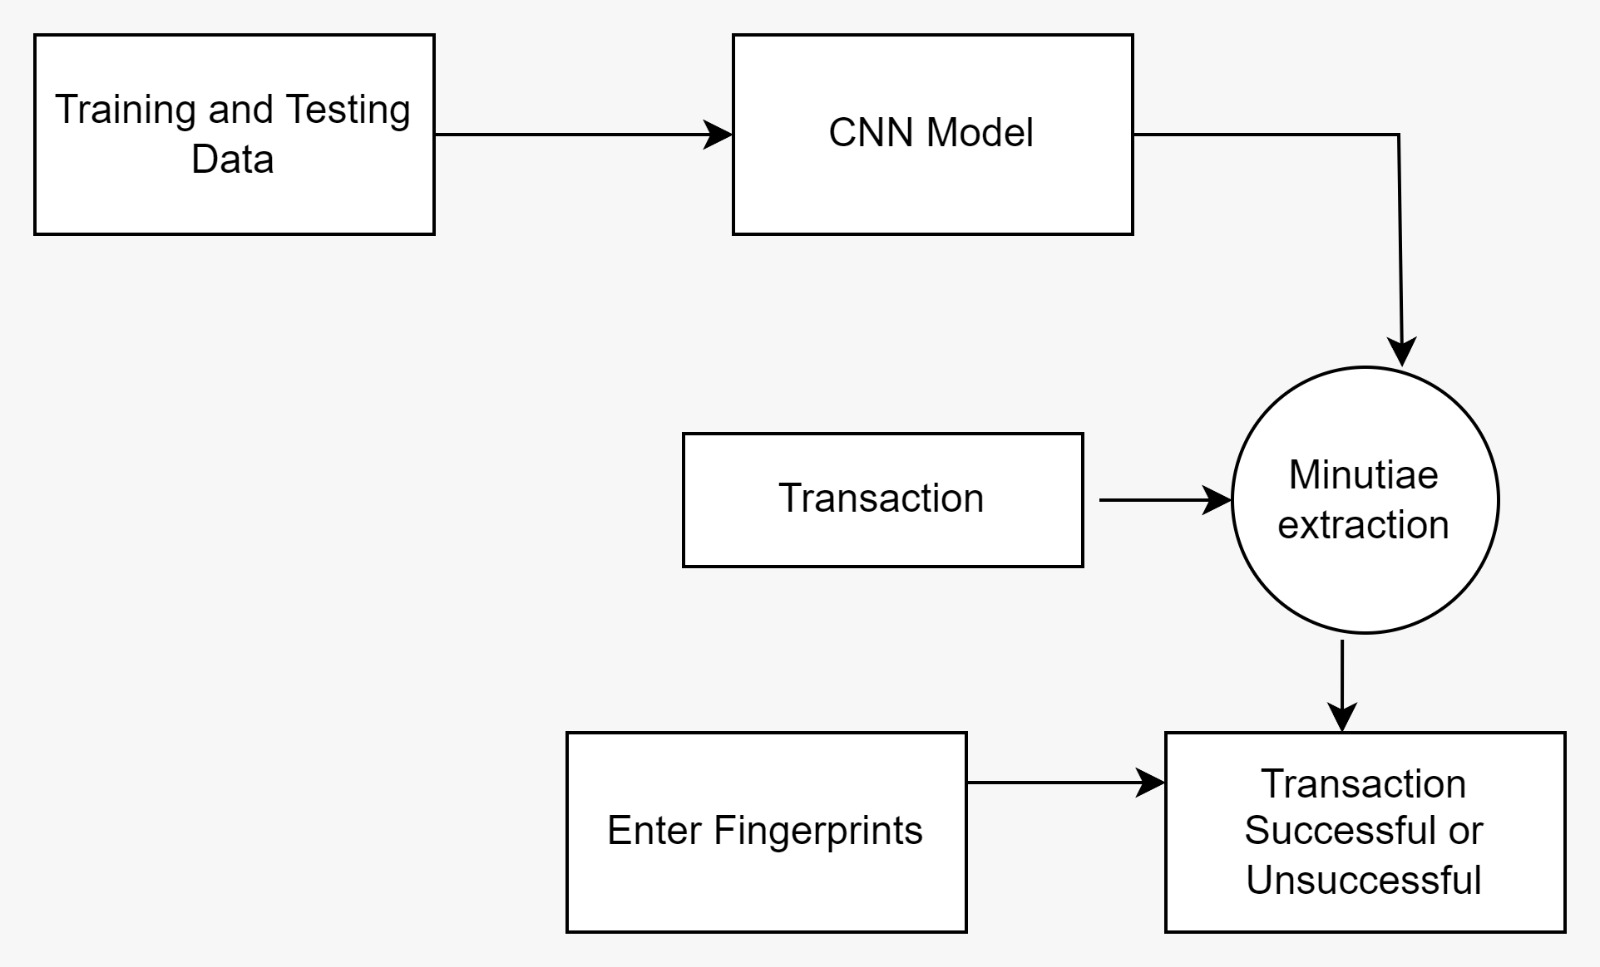 Training and Testing
Data
CNN Model
Minutiae
extraction
Transaction
Enter Fingerprints
Transaction
Successful or
Unsuccessful